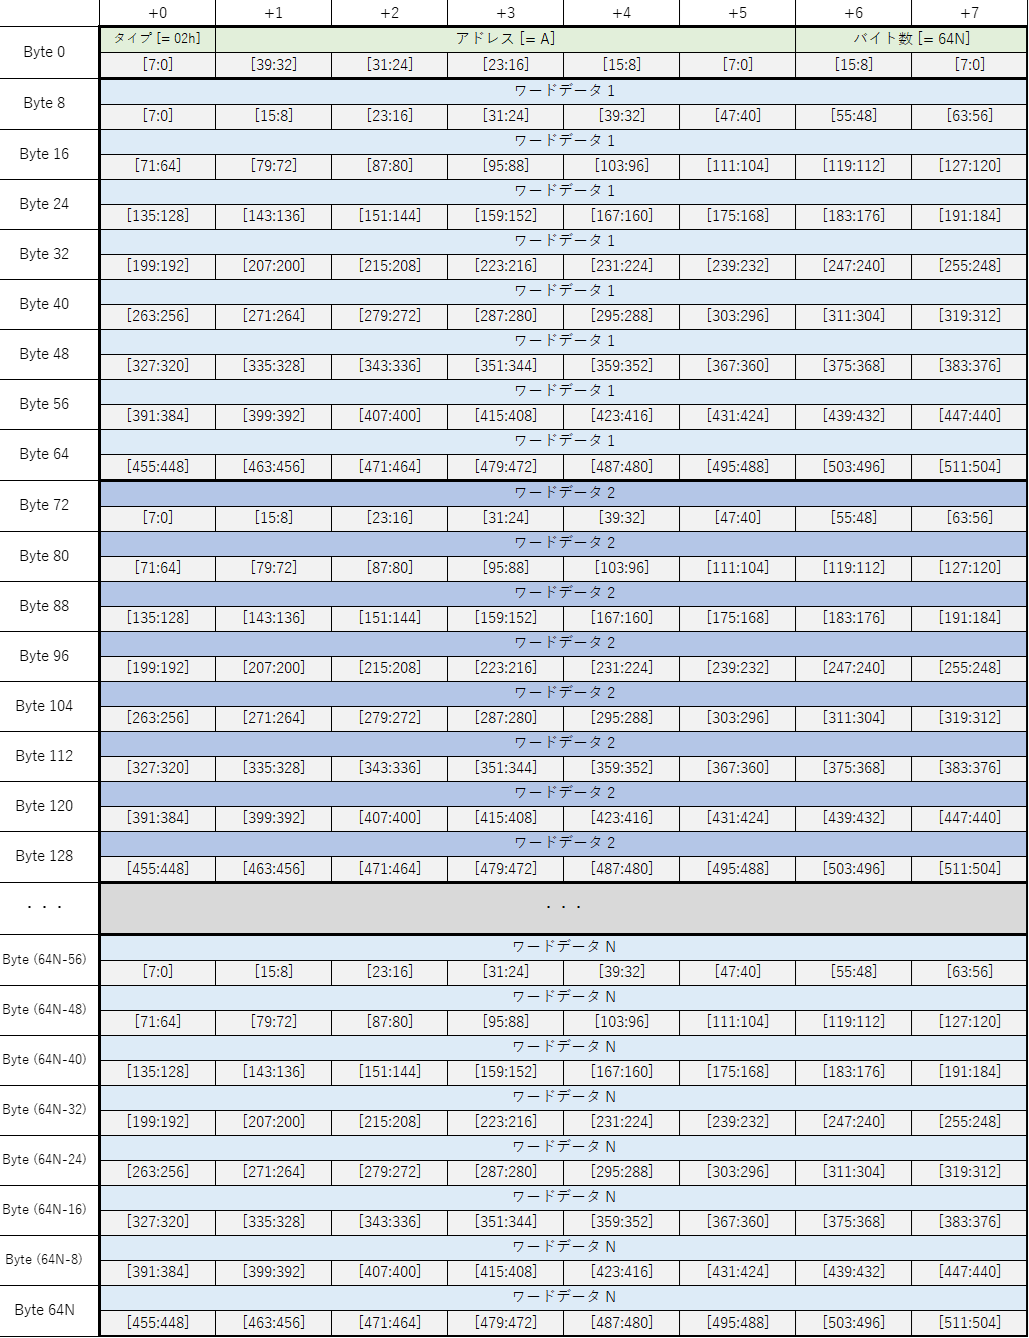 +0 +1 +2 +3 +4 +5 +6 +7
Byte 0 タイプ [= 02h] アドレス [= A] バイト数 [= 64N]
[7:0] [39:32] [31:24] [23:16] [15:8] [7:0] [15:8] [7:0]
Byte 8 ワードデータ 1
[7:0] [15:8] [23:16] [31:24] [39:32] [47:40] [55:48] [63:56]
Byte 16 ワードデータ 1
[71:64] [79:72] [87:80] [95:88] [103:96] [111:104] [119:112] [127:120]
Byte 24 ワードデータ 1
[135:128] [143:136] [151:144] [159:152] [167:160] [175:168] [183:176] [191:184]
Byte 32 ワードデータ 1
[199:192] [207:200] [215:208] [223:216] [231:224] [239:232] [247:240] [255:248]
Byte 40 ワードデータ 1
[263:256] [271:264] [279:272] [287:280] [295:288] [303:296] [311:304] [319:312]
Byte 48 ワードデータ 1
[327:320] [335:328] [343:336] [351:344] [359:352] [367:360] [375:368] [383:376]
Byte 56 ワードデータ 1
[391:384] [399:392] [407:400] [415:408] [423:416] [431:424] [439:432] [447:440]
Byte 64 ワードデータ 1
[455:448] [463:456] [471:464] [479:472] [487:480] [495:488] [503:496] [511:504]
Byte 72 ワードデータ 2
[7:0] [15:8] [23:16] [31:24] [39:32] [47:40] [55:48] [63:56]
Byte 80 ワードデータ 2
[71:64] [79:72] [87:80] [95:88] [103:96] [111:104] [119:112] [127:120]
Byte 88 ワードデータ 2
[135:128] [143:136] [151:144] [159:152] [167:160] [175:168] [183:176] [191:184]
Byte 96 ワードデータ 2
[199:192] [207:200] [215:208] [223:216] [231:224] [239:232] [247:240] [255:248]
Byte 104 ワードデータ 2
[263:256] [271:264] [279:272] [287:280] [295:288] [303:296] [311:304] [319:312]
Byte 112 ワードデータ 2
[327:320] [335:328] [343:336] [351:344] [359:352] [367:360] [375:368] [383:376]
Byte 120 ワードデータ 2
[391:384] [399:392] [407:400] [415:408] [423:416] [431:424] [439:432] [447:440]
Byte 128 ワードデータ 2
[455:448] [463:456] [471:464] [479:472] [487:480] [495:488] [503:496] [511:504]
・・・ ・・・
Byte (64N-56) ワードデータ N
[7:0] [15:8] [23:16] [31:24] [39:32] [47:40] [55:48] [63:56]
Byte (64N-48) ワードデータ N
[71:64] [79:72] [87:80] [95:88] [103:96] [111:104] [119:112] [127:120]
Byte (64N-40) ワードデータ N
[135:128] [143:136] [151:144] [159:152] [167:160] [175:168] [183:176] [191:184]
Byte (64N-32) ワードデータ N
[199:192] [207:200] [215:208] [223:216] [231:224] [239:232] [247:240] [255:248]
Byte (64N-24) ワードデータ N
[263:256] [271:264] [279:272] [287:280] [295:288] [303:296] [311:304] [319:312]
Byte (64N-16) ワードデータ N
[327:320] [335:328] [343:336] [351:344] [359:352] [367:360] [375:368] [383:376]
Byte (64N-8) ワードデータ N
[391:384] [399:392] [407:400] [415:408] [423:416] [431:424] [439:432] [447:440]
Byte 64N ワードデータ N
[455:448] [463:456] [471:464] [479:472] [487:480] [495:488] [503:496] [511:504]